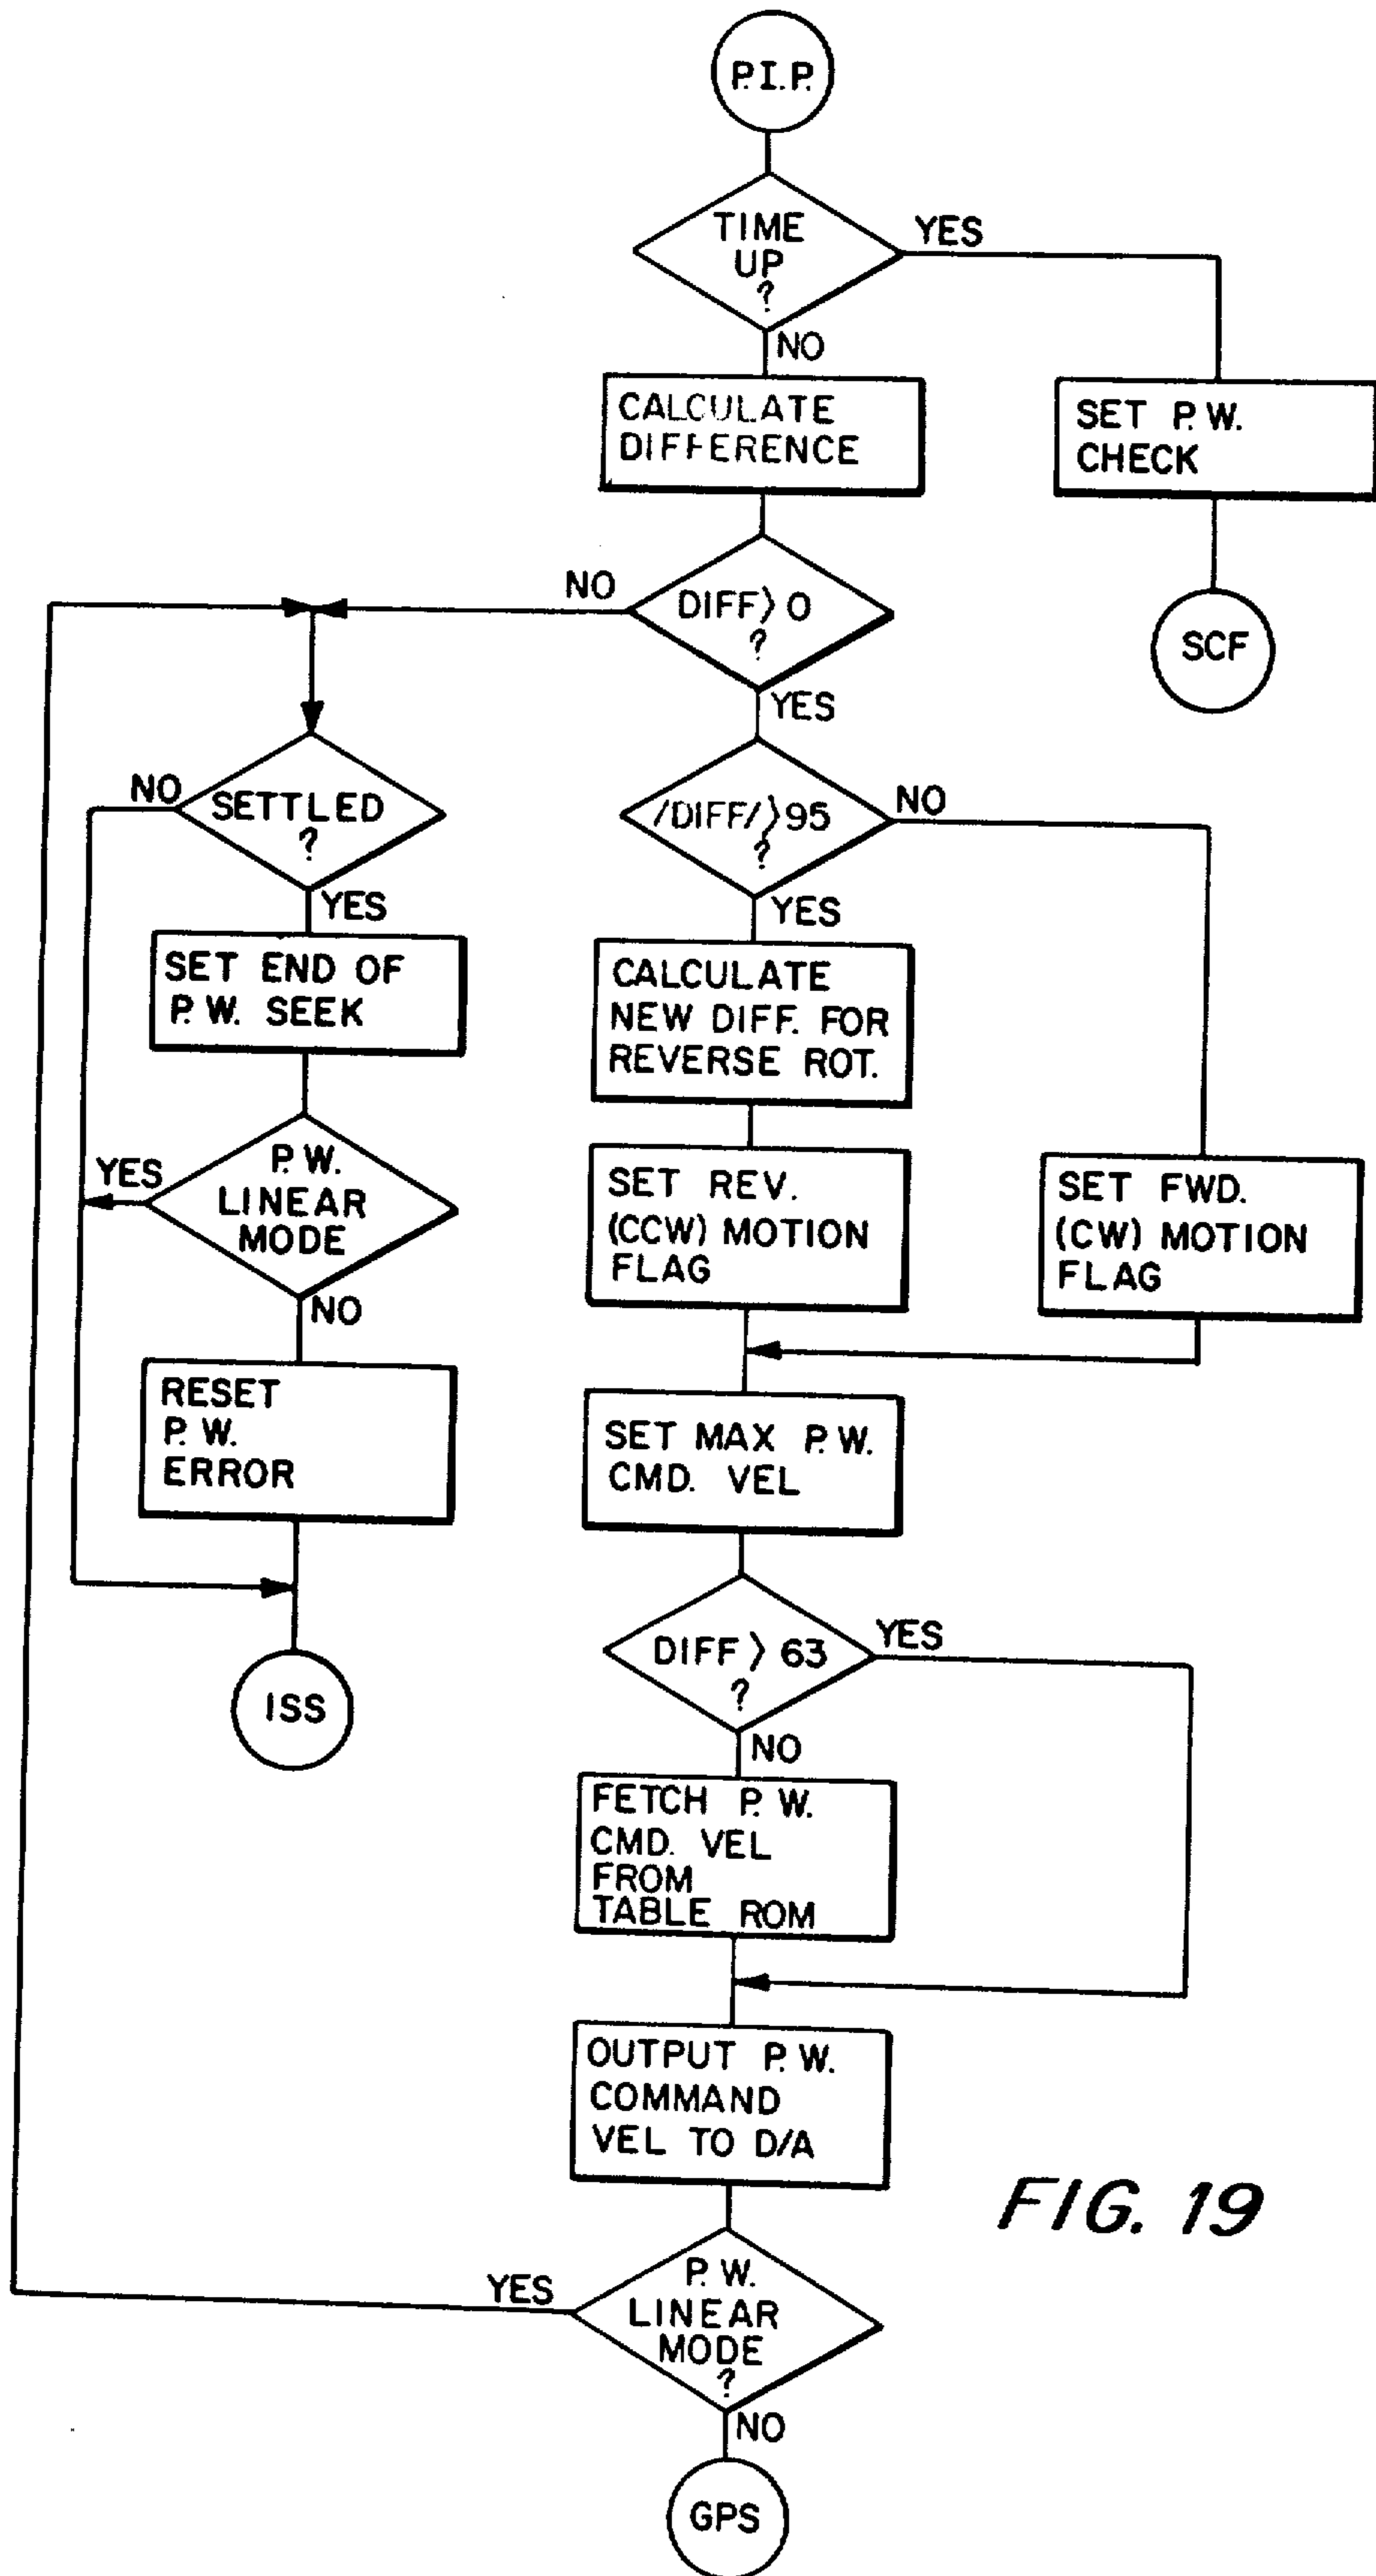 P.I.P.
TIME
UP
?
YES
NO
CALCULATE
DIFFERENCE
SET P.W.
CHECK
SCF
NO
DIFF > 0
?
YES
/DIFF/ > 95
?
NO
YES
NO
SETTLED
?
YES
SET END OF
P.W. SEEK
CALCULATE
NEW DIFF. FOR
REVERSE ROT.
YES
P.W.
LINEAR
MODE
NO
SET REV.
(CCW) MOTION
FLAG
SET FWD.
(CW) MOTION
FLAG
RESET
P.W.
ERROR
ISS
SET MAX P.W.
CMD. VEL
DIFF > 63
?
YES
NO
FETCH P.W.
CMD. VEL
FROM
TABLE ROM
OUTPUT P.W.
COMMAND
VEL TO D/A
FIG. 19
YES
P.W.
LINEAR
MODE
?
NO
GPS